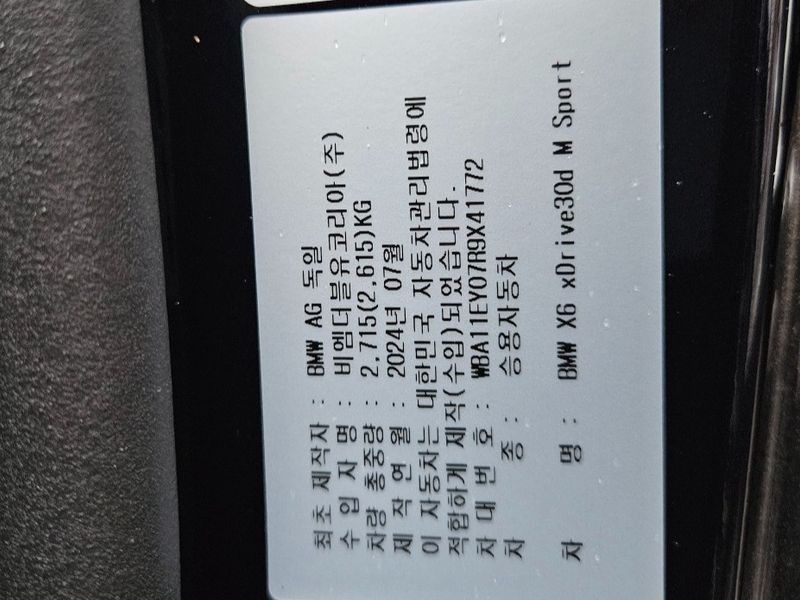 최초 제작자 : BMW AG 독일
수 입 자 명 : 비엠더블유코리아(주)
차량 총중량 : 2,715(2,615)KG
제 작 연 월 : 2024년 07월
이 자동차는 대한민국 자동차관리법령에
적합하게 제작(수입)되었습니다.
차 대 번 호 : WBA11EY07R9X41772
차 종 : 승용자동차
차 명 : BMW X6 xDrive30d M Sport